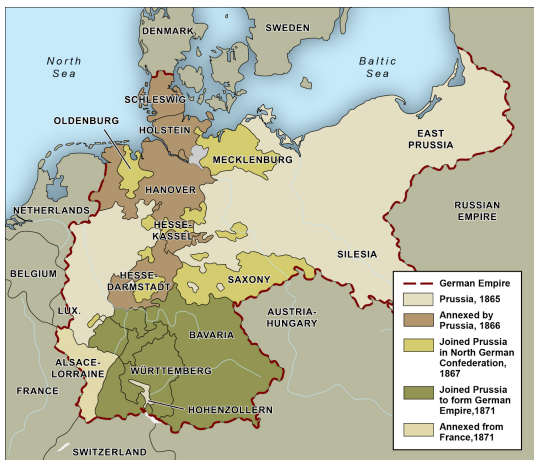 DENMARK
SWEDEN
North
Sea
Baltic
Sea
SCHLESWIG
OLDENBURG
HOLSTEIN
EAST
PRUSSIA
MECKLENBURG
HANOVER
NETHERLANDS
RUSSIAN
EMPIRE
HESSE-
KASSEL
SILESIA
BELGIUM
HESSE-
DARMSTADT
SAXONY
LUX.
AUSTRIA-
HUNGARY
BAVARIA
ALSACE-
LORRAINE
WÜRTTEMBERG
FRANCE
HOHENZOLLERN
SWITZERLAND
German Empire
Prussia, 1865
Annexed by
Prussia, 1866
Joined Prussia
in North German
Confederation,
1867
Joined Prussia
to form German
Empire,1871
Annexed from
France,1871